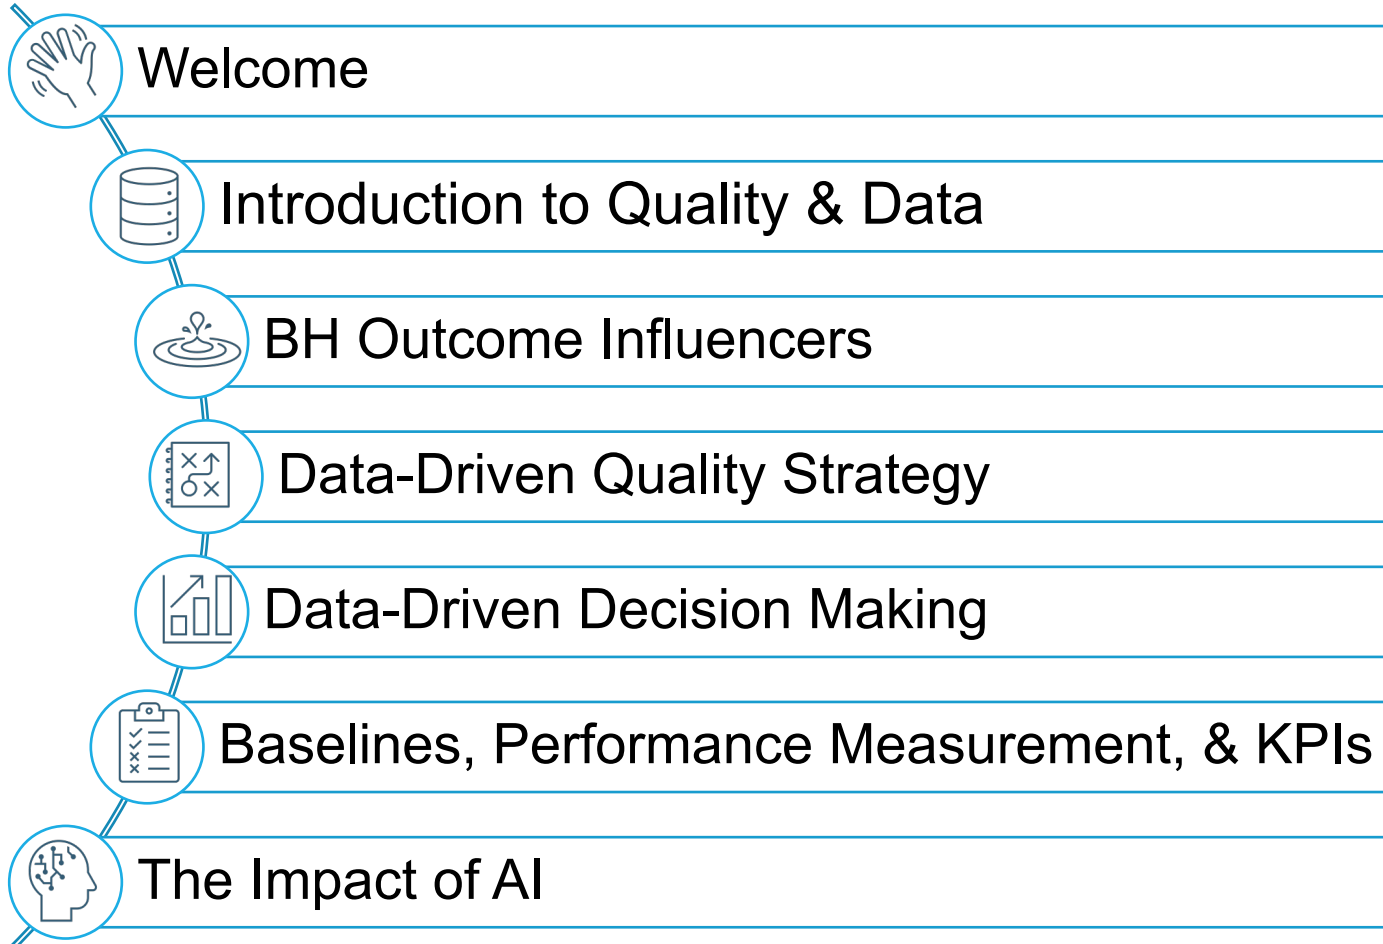 Welcome
Introduction to Quality & Data
BH Outcome Influencers
Data-Driven Quality Strategy
Data-Driven Decision Making
Baselines, Performance Measurement, & KPIs
The Impact of AI